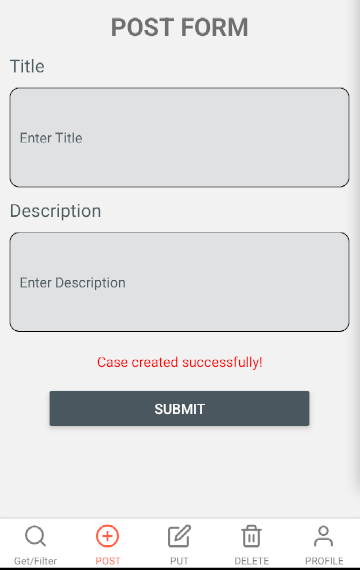 POST FORM
Title
Enter Title
Description
Enter Description
Case created successfully!
SUBMIT
Get/Filter
POST
PUT
DELETE
PROFILE